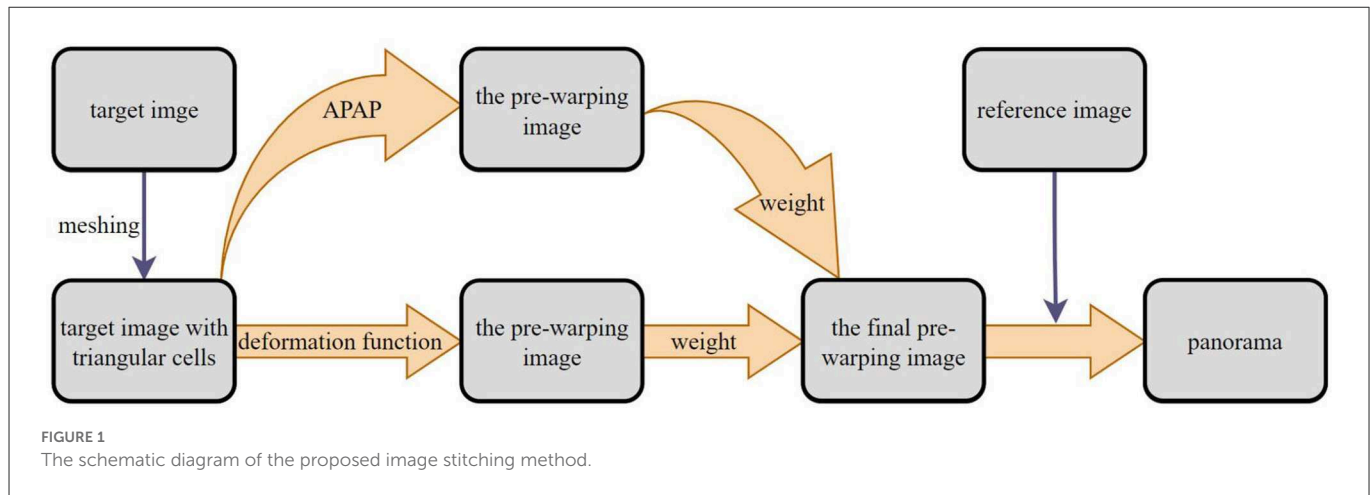 target imge
APAP
the pre-warping
image
reference image
meshing
weight
target image with
triangular cells
deformation function
the pre-warping
image
weight
the final pre-
warping image
panorama
FIGURE 1
The schematic diagram of the proposed image stitching method.